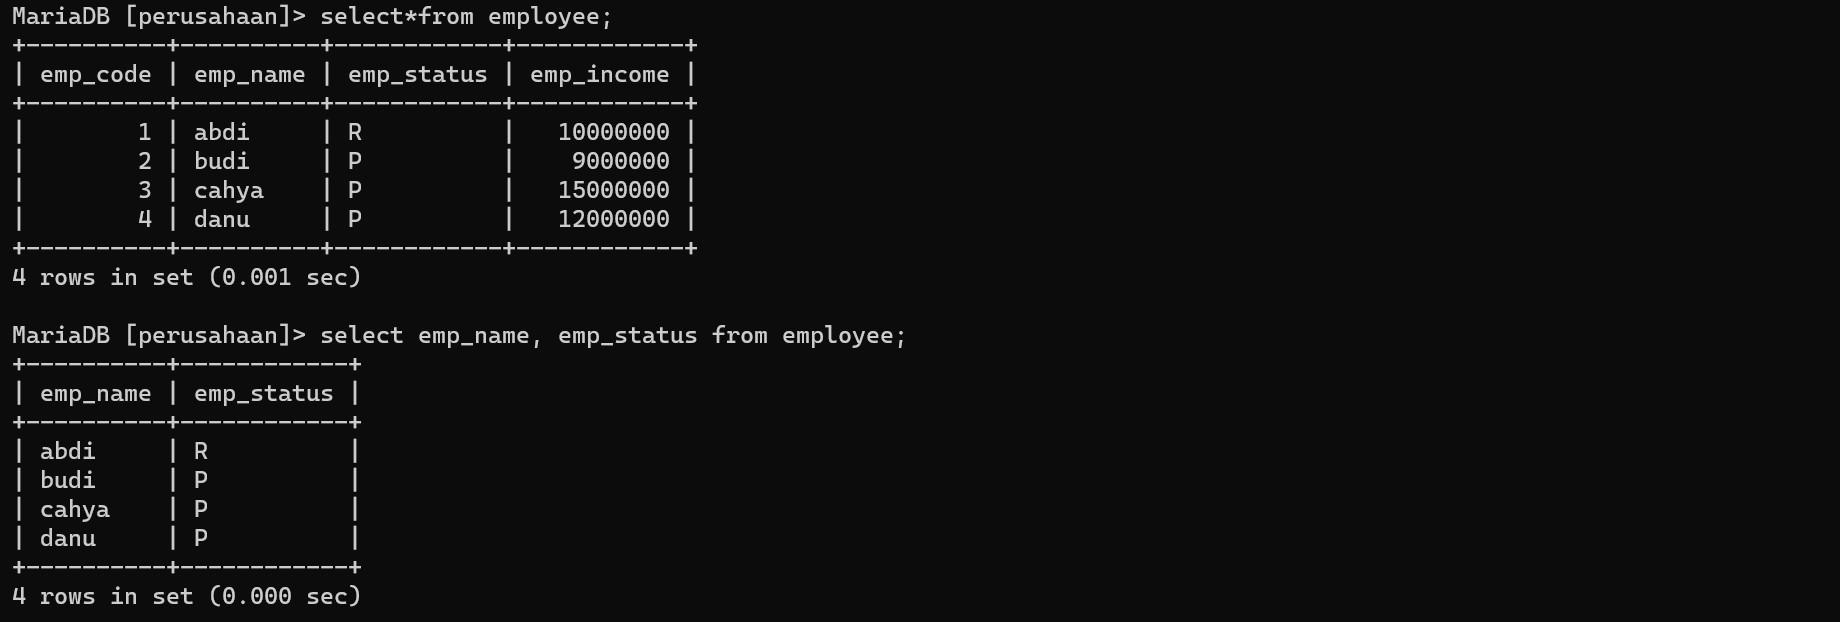 MariaDB [perusahaan]> select*from employee;
+----------+----------+------------+------------+
| emp_code | emp_name | emp_status | emp_income |
+----------+----------+------------+------------+
|        1 | abdi     | R          |   10000000 |
|        2 | budi     | P          |    9000000 |
|        3 | cahya    | P          |   15000000 |
|        4 | danu     | P          |   12000000 |
+----------+----------+------------+------------+
4 rows in set (0.001 sec)

MariaDB [perusahaan]> select emp_name, emp_status from employee;
+----------+------------+
| emp_name | emp_status |
+----------+------------+
| abdi     | R          |
| budi     | P          |
| cahya    | P          |
| danu     | P          |
+----------+------------+
4 rows in set (0.000 sec)